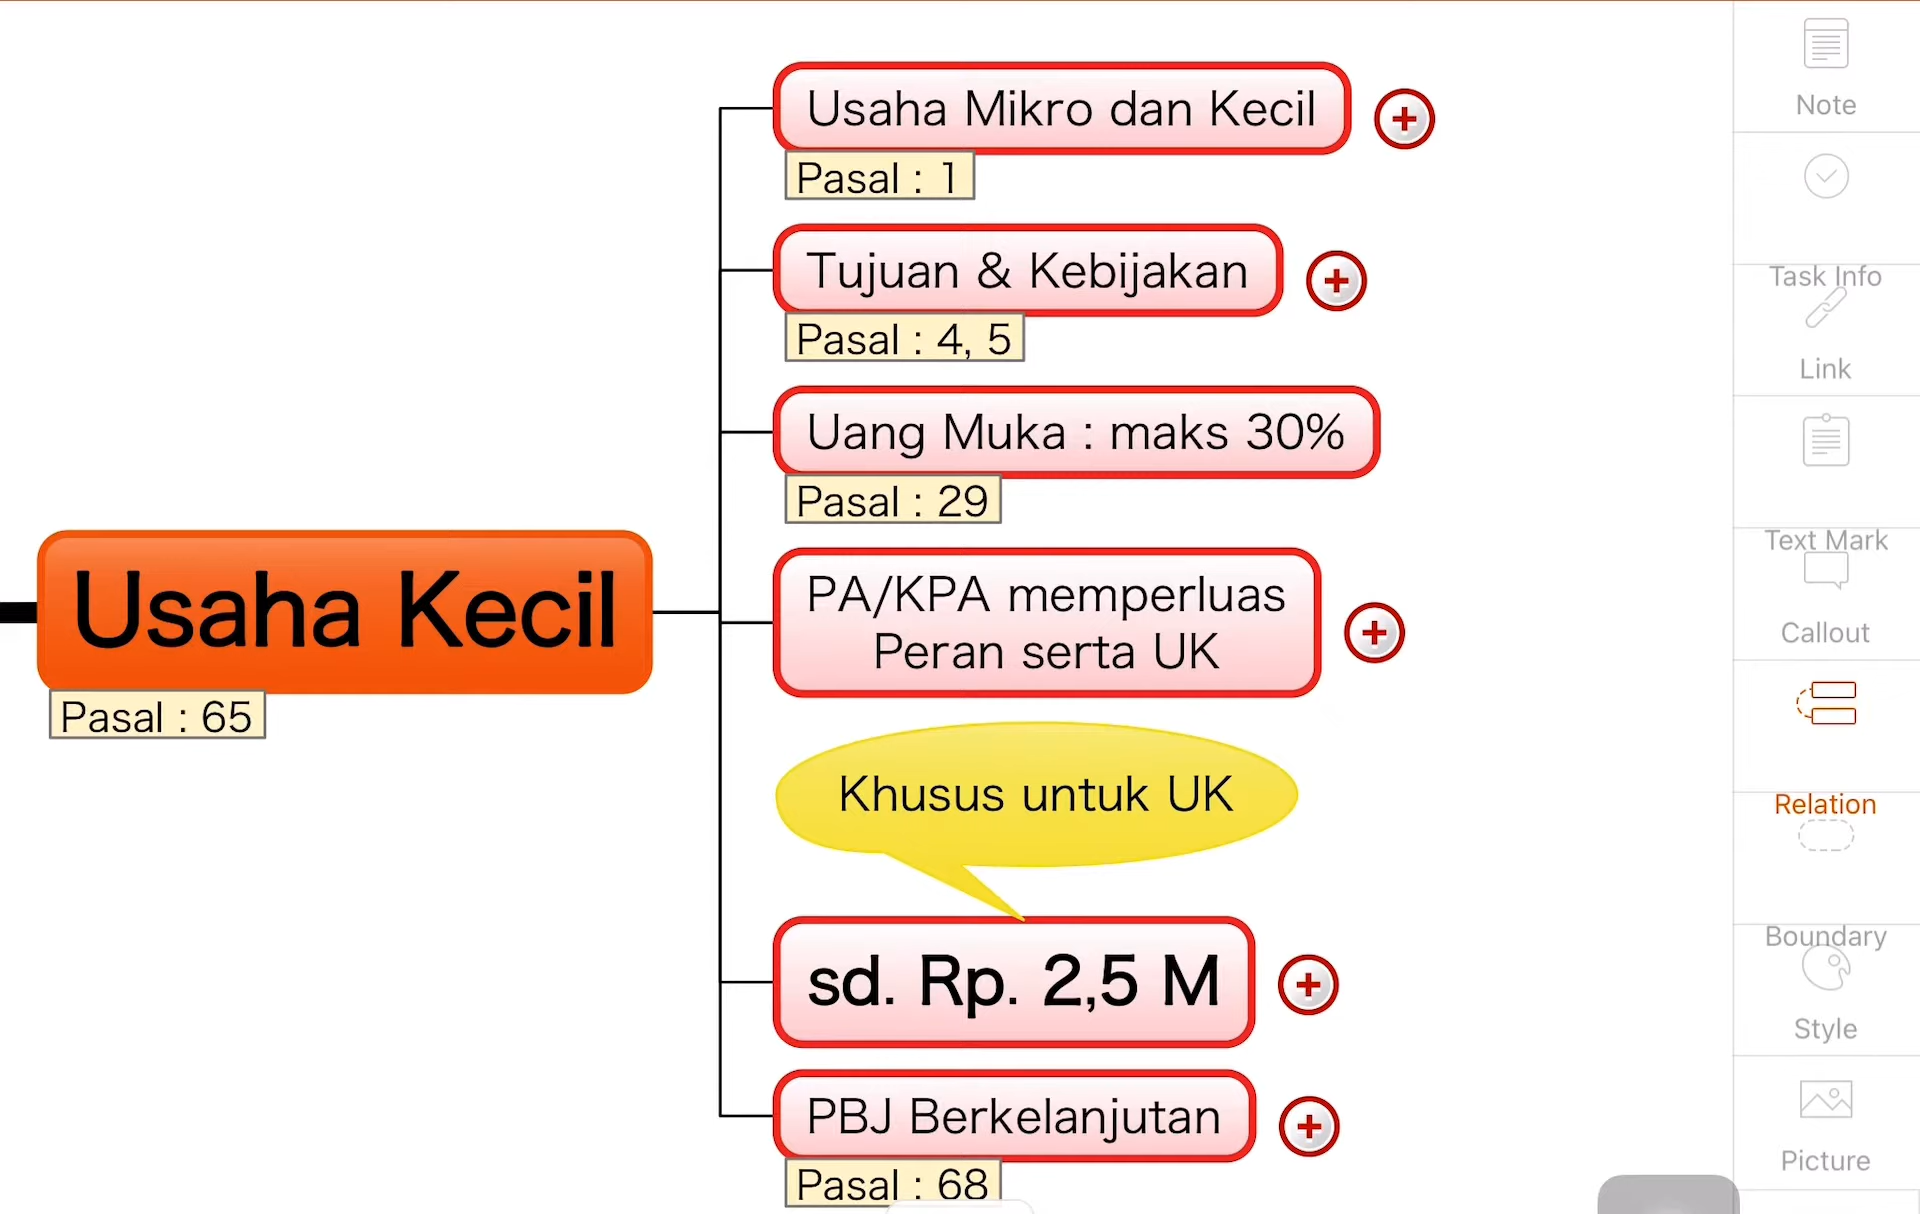 Usaha Mikro dan Kecil
Pasal : 1
Tujuan & Kebijakan
Pasal : 4, 5
Uang Muka : maks 30%
Pasal : 29
Usaha Kecil
Pasal : 65
PA/KPA memperluas
Peran serta UK
Khusus untuk UK
sd. Rp. 2,5 M
PBJ Berkelanjutan
Pasal : 68
Note
Task Info
Link
Text Mark
Callout
Relation
Boundary
Style
Picture